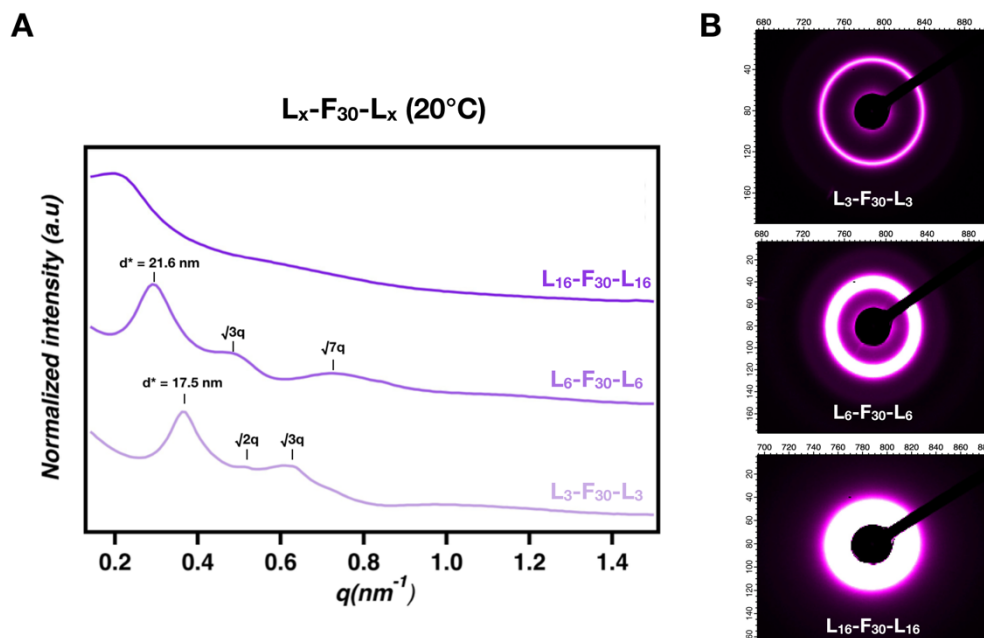 A
B
Lx-F30-Lx (20°C)
Normalized intensity (a.u)
L16-F30-L16
d* = 21.6 nm
√3q
√7q
L6-F30-L6
d* = 17.5 nm
√2q
√3q
L3-F30-L3
0.2 0.4 0.6 0.8 1.0 1.2 1.4
q(nm-1)
680 720 760 800 840 880
40
80
130
160
L3-F30-L3
680 720 760 800 840 880
20
40
60
80
100
120
140
160
L6-F30-L6
700 720 740 760 780 800 820 840 860
20
40
60
80
100
120
140
160
L16-F30-L16